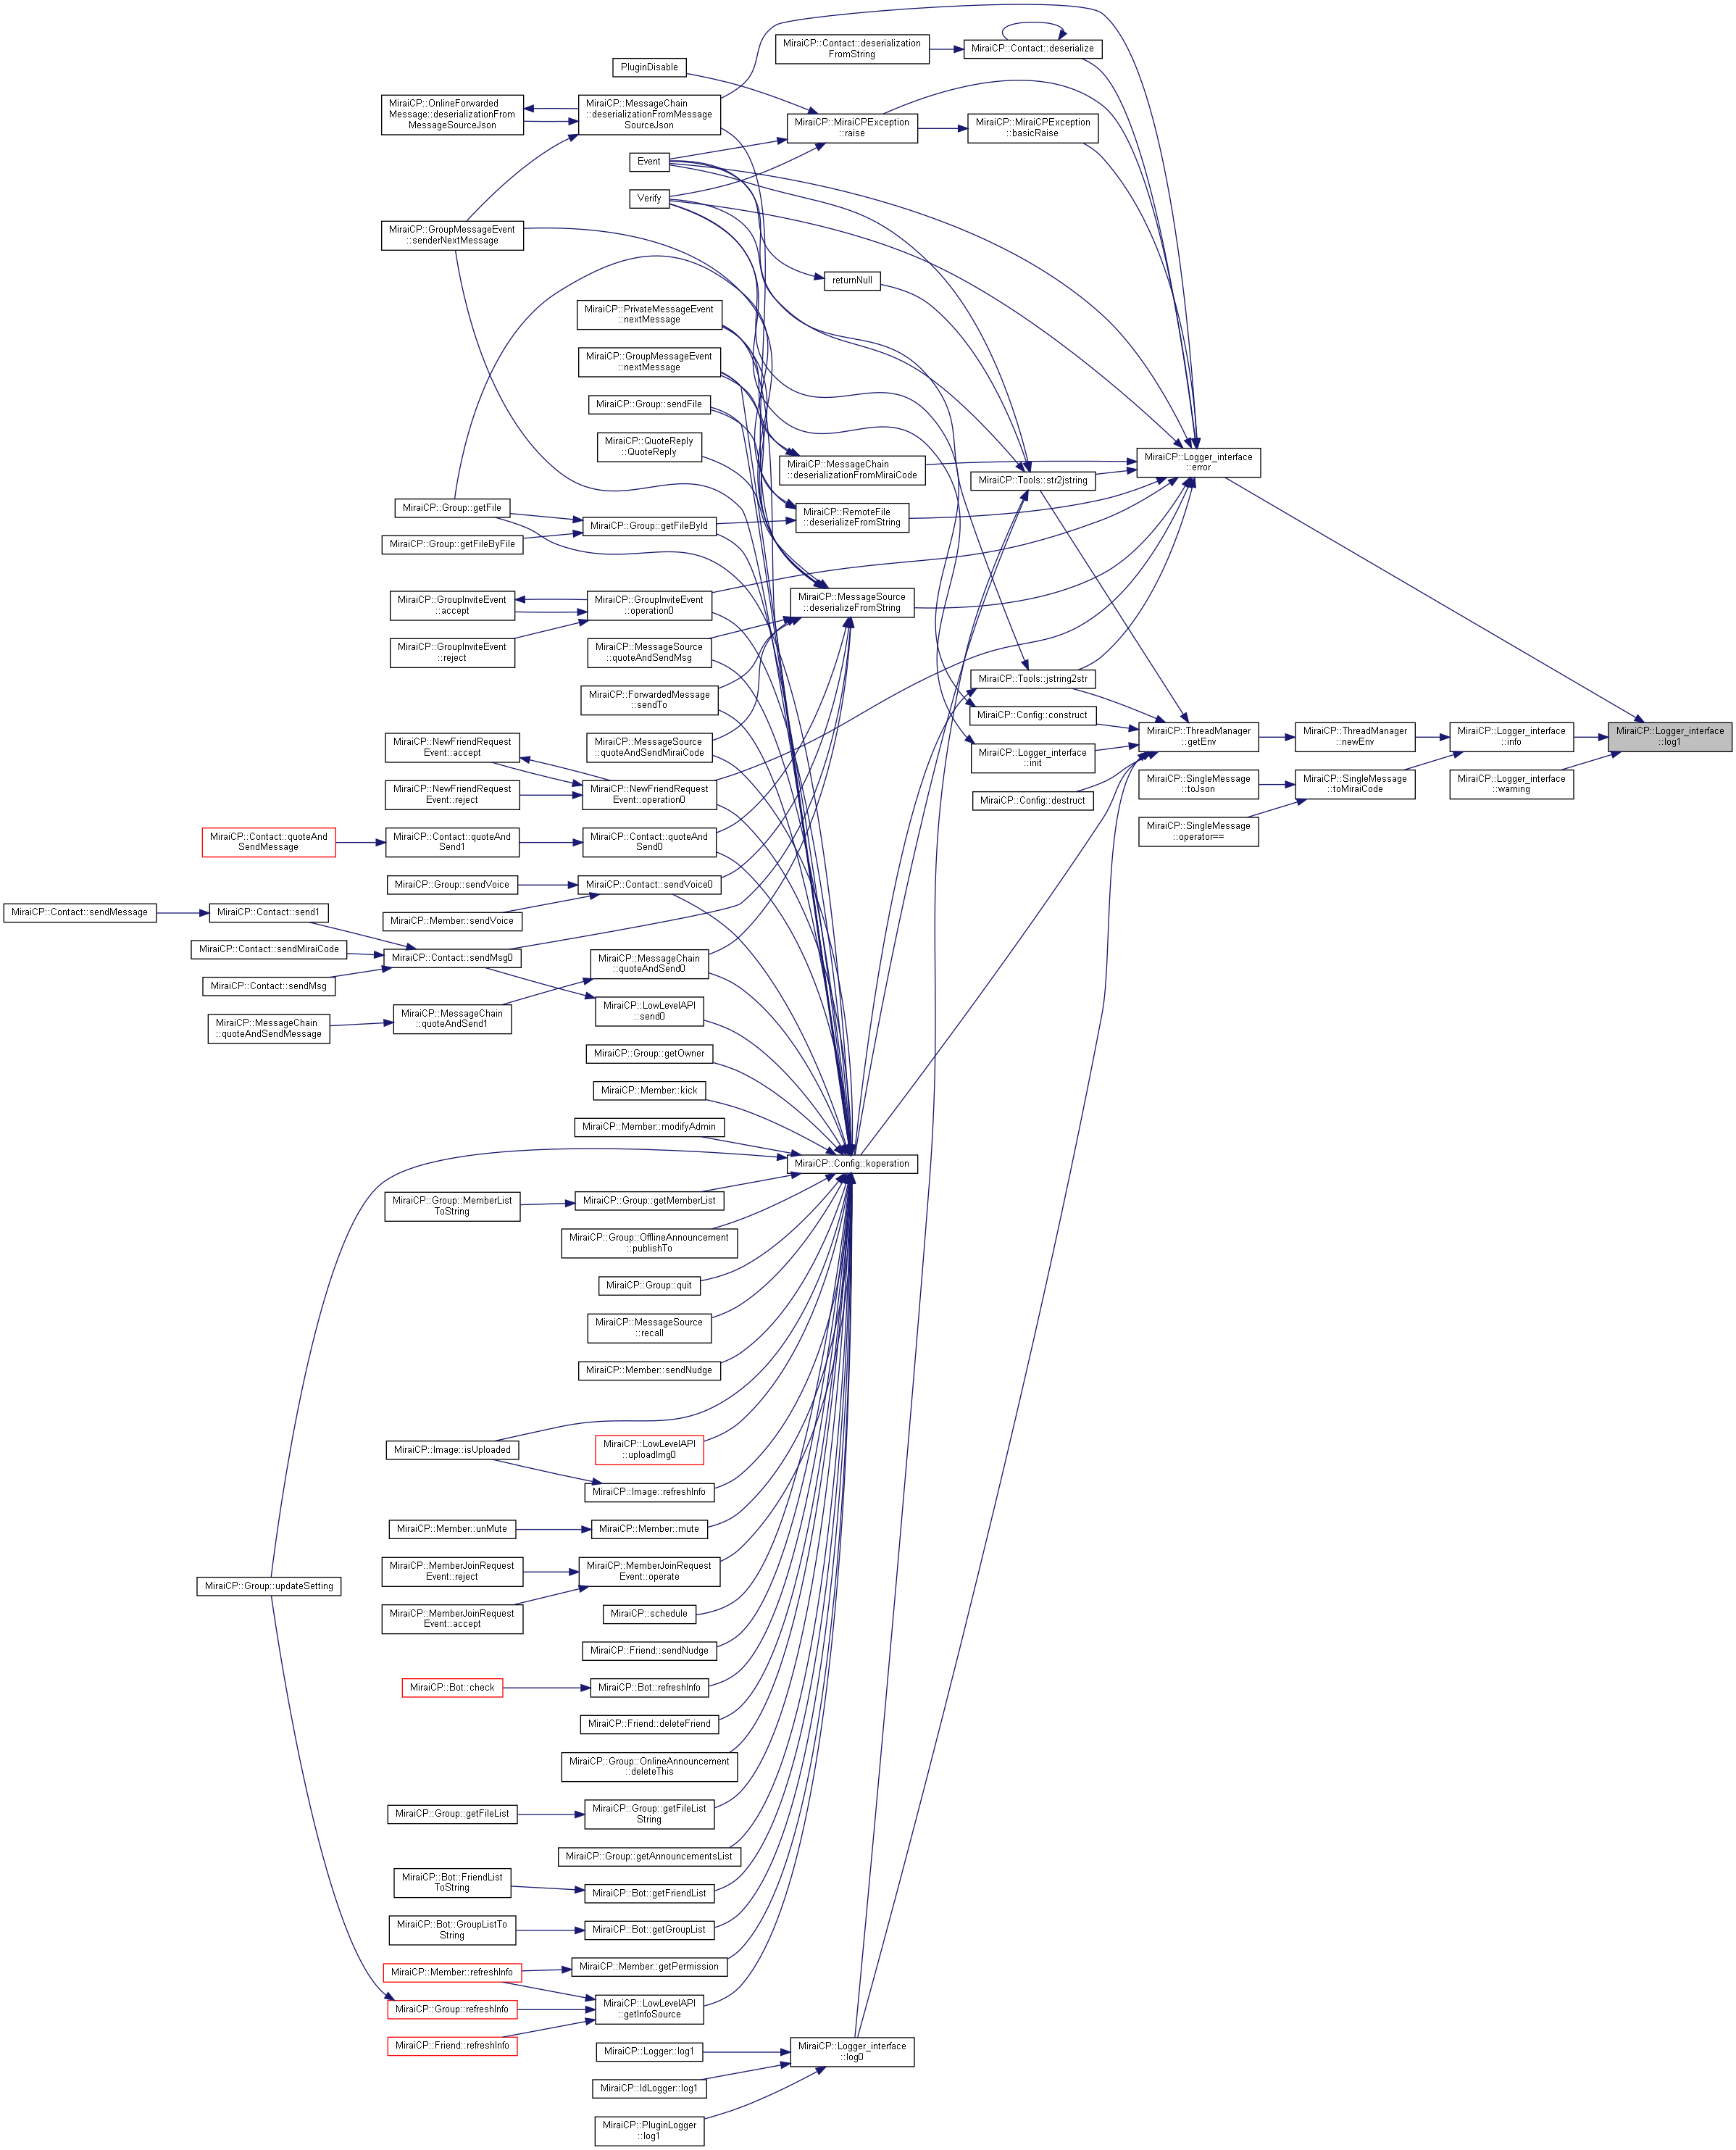 MiraiCP::Contact::deserialization
FromString
MiraiCP::Contact::deserialize
PluginDisable
MiraiCP::OnlineForwarded
Message::deserializationFrom
MessageSourceJson
MiraiCP::MessageChain
::deserializationFromMessage
SourceJson
MiraiCP::MiraiCPException
::raise
MiraiCP::MiraiCPException
::basicRaise
Event
Verify
MiraiCP::GroupMessageEvent
::senderNextMessage
returnNull
MiraiCP::PrivateMessageEvent
::nextMessage
MiraiCP::GroupMessageEvent
::nextMessage
MiraiCP::Group::sendFile
MiraiCP::QuoteReply
::QuoteReply
MiraiCP::MessageChain
::deserializationFromMiraiCode
MiraiCP::Tools::str2jstring
MiraiCP::Logger_interface
::error
MiraiCP::Group::getFile
MiraiCP::Group::getFileById
MiraiCP::RemoteFile
::deserializeFromString
MiraiCP::Group::getFileByFile
MiraiCP::GroupInviteEvent
::accept
MiraiCP::GroupInviteEvent
::operation0
MiraiCP::MessageSource
::deserializeFromString
MiraiCP::GroupInviteEvent
::reject
MiraiCP::MessageSource
::quoteAndSendMsg
MiraiCP::ForwardedMessage
::sendTo
MiraiCP::Tools::jstring2str
MiraiCP::Config::construct
MiraiCP::NewFriendRequest
Event::accept
MiraiCP::MessageSource
::quoteAndSendMiraiCode
MiraiCP::Logger_interface
::init
MiraiCP::ThreadManager
::getEnv
MiraiCP::ThreadManager
::newEnv
MiraiCP::Logger_interface
::info
MiraiCP::Logger_interface
::log1
MiraiCP::NewFriendRequest
Event::reject
MiraiCP::NewFriendRequest
Event::operation0
MiraiCP::Config::destruct
MiraiCP::SingleMessage
::toJson
MiraiCP::SingleMessage
::toMiraiCode
MiraiCP::Logger_interface
::warning
MiraiCP::SingleMessage
::operator==
MiraiCP::Contact::quoteAnd
SendMessage
MiraiCP::Contact::quoteAnd
Send1
MiraiCP::Contact::quoteAnd
Send0
MiraiCP::Group::sendVoice
MiraiCP::Contact::sendVoice0
MiraiCP::Member::sendVoice
MiraiCP::Contact::sendMessage
MiraiCP::Contact::send1
MiraiCP::Contact::sendMiraiCode
MiraiCP::Contact::sendMsg0
MiraiCP::MessageChain
::quoteAndSend0
MiraiCP::Contact::sendMsg
MiraiCP::LowLevelAPI
::send0
MiraiCP::MessageChain
::quoteAndSendMessage
MiraiCP::MessageChain
::quoteAndSend1
MiraiCP::Group::getOwner
MiraiCP::Member::kick
MiraiCP::Member::modifyAdmin
MiraiCP::Config::koperation
MiraiCP::Group::MemberList
ToString
MiraiCP::Group::getMemberList
MiraiCP::Group::OfflineAnnouncement
::publishTo
MiraiCP::Group::quit
MiraiCP::MessageSource
::recall
MiraiCP::Member::sendNudge
MiraiCP::Image::isUploaded
MiraiCP::LowLevelAPI
::uploadImg0
MiraiCP::Image::refreshInfo
MiraiCP::Member::unMute
MiraiCP::Member::mute
MiraiCP::MemberJoinRequest
Event::reject
MiraiCP::MemberJoinRequest
Event::operate
MiraiCP::Group::updateSetting
MiraiCP::MemberJoinRequest
Event::accept
MiraiCP::schedule
MiraiCP::Friend::sendNudge
MiraiCP::Bot::check
MiraiCP::Bot::refreshInfo
MiraiCP::Friend::deleteFriend
MiraiCP::Group::OnlineAnnouncement
::deleteThis
MiraiCP::Group::getFileList
MiraiCP::Group::getFileList
String
MiraiCP::Group::getAnnouncementsList
MiraiCP::Bot::FriendList
ToString
MiraiCP::Bot::getFriendList
MiraiCP::Bot::GroupListTo
String
MiraiCP::Bot::getGroupList
MiraiCP::Member::refreshInfo
MiraiCP::Member::getPermission
MiraiCP::Group::refreshInfo
MiraiCP::LowLevelAPI
::getInfoSource
MiraiCP::Friend::refreshInfo
MiraiCP::Logger::log1
MiraiCP::Logger_interface
::log0
MiraiCP::IdLogger::log1
MiraiCP::PluginLogger
::log1